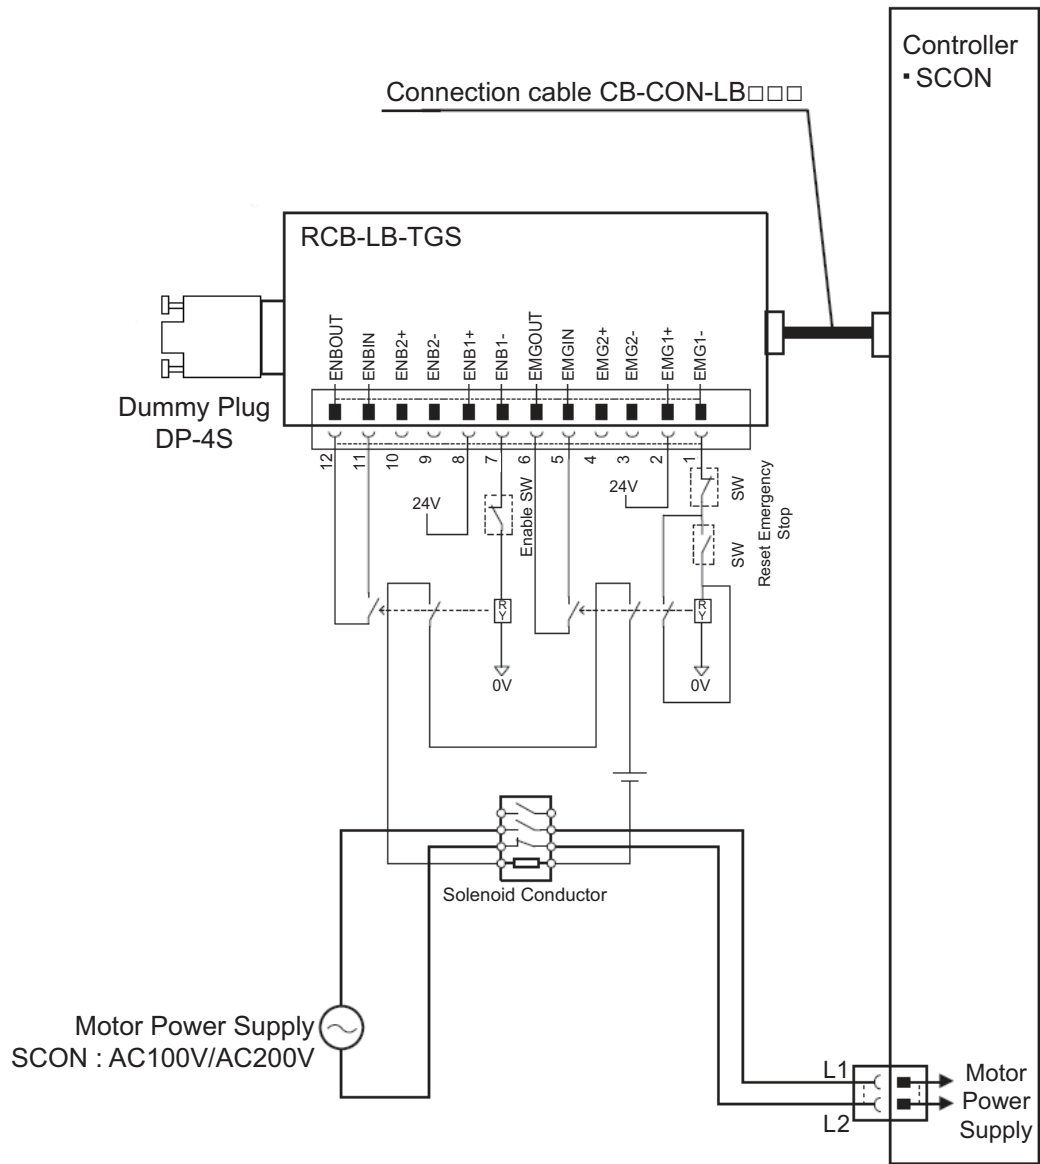 Controller
▪ SCON
Connection cable CB-CON-LB□□□
RCB-LB-TGS
ENBOUT
ENBIN
ENB2+
ENB2-
ENB1+
ENB1-
EMGOUT
EMGIN
EMG2+
EMG2-
EMG1+
EMG1-
Dummy Plug
DP-4S
12
11
10
9
8
7
6
5
4
3
2
1
24V
Enable SW
24V
SW
SW
Reset Emergency
Stop
RY
RY
0V
0V
Solenoid Conductor
Motor Power Supply
SCON : AC100V/AC200V
L1
L2
Motor
Power
Supply